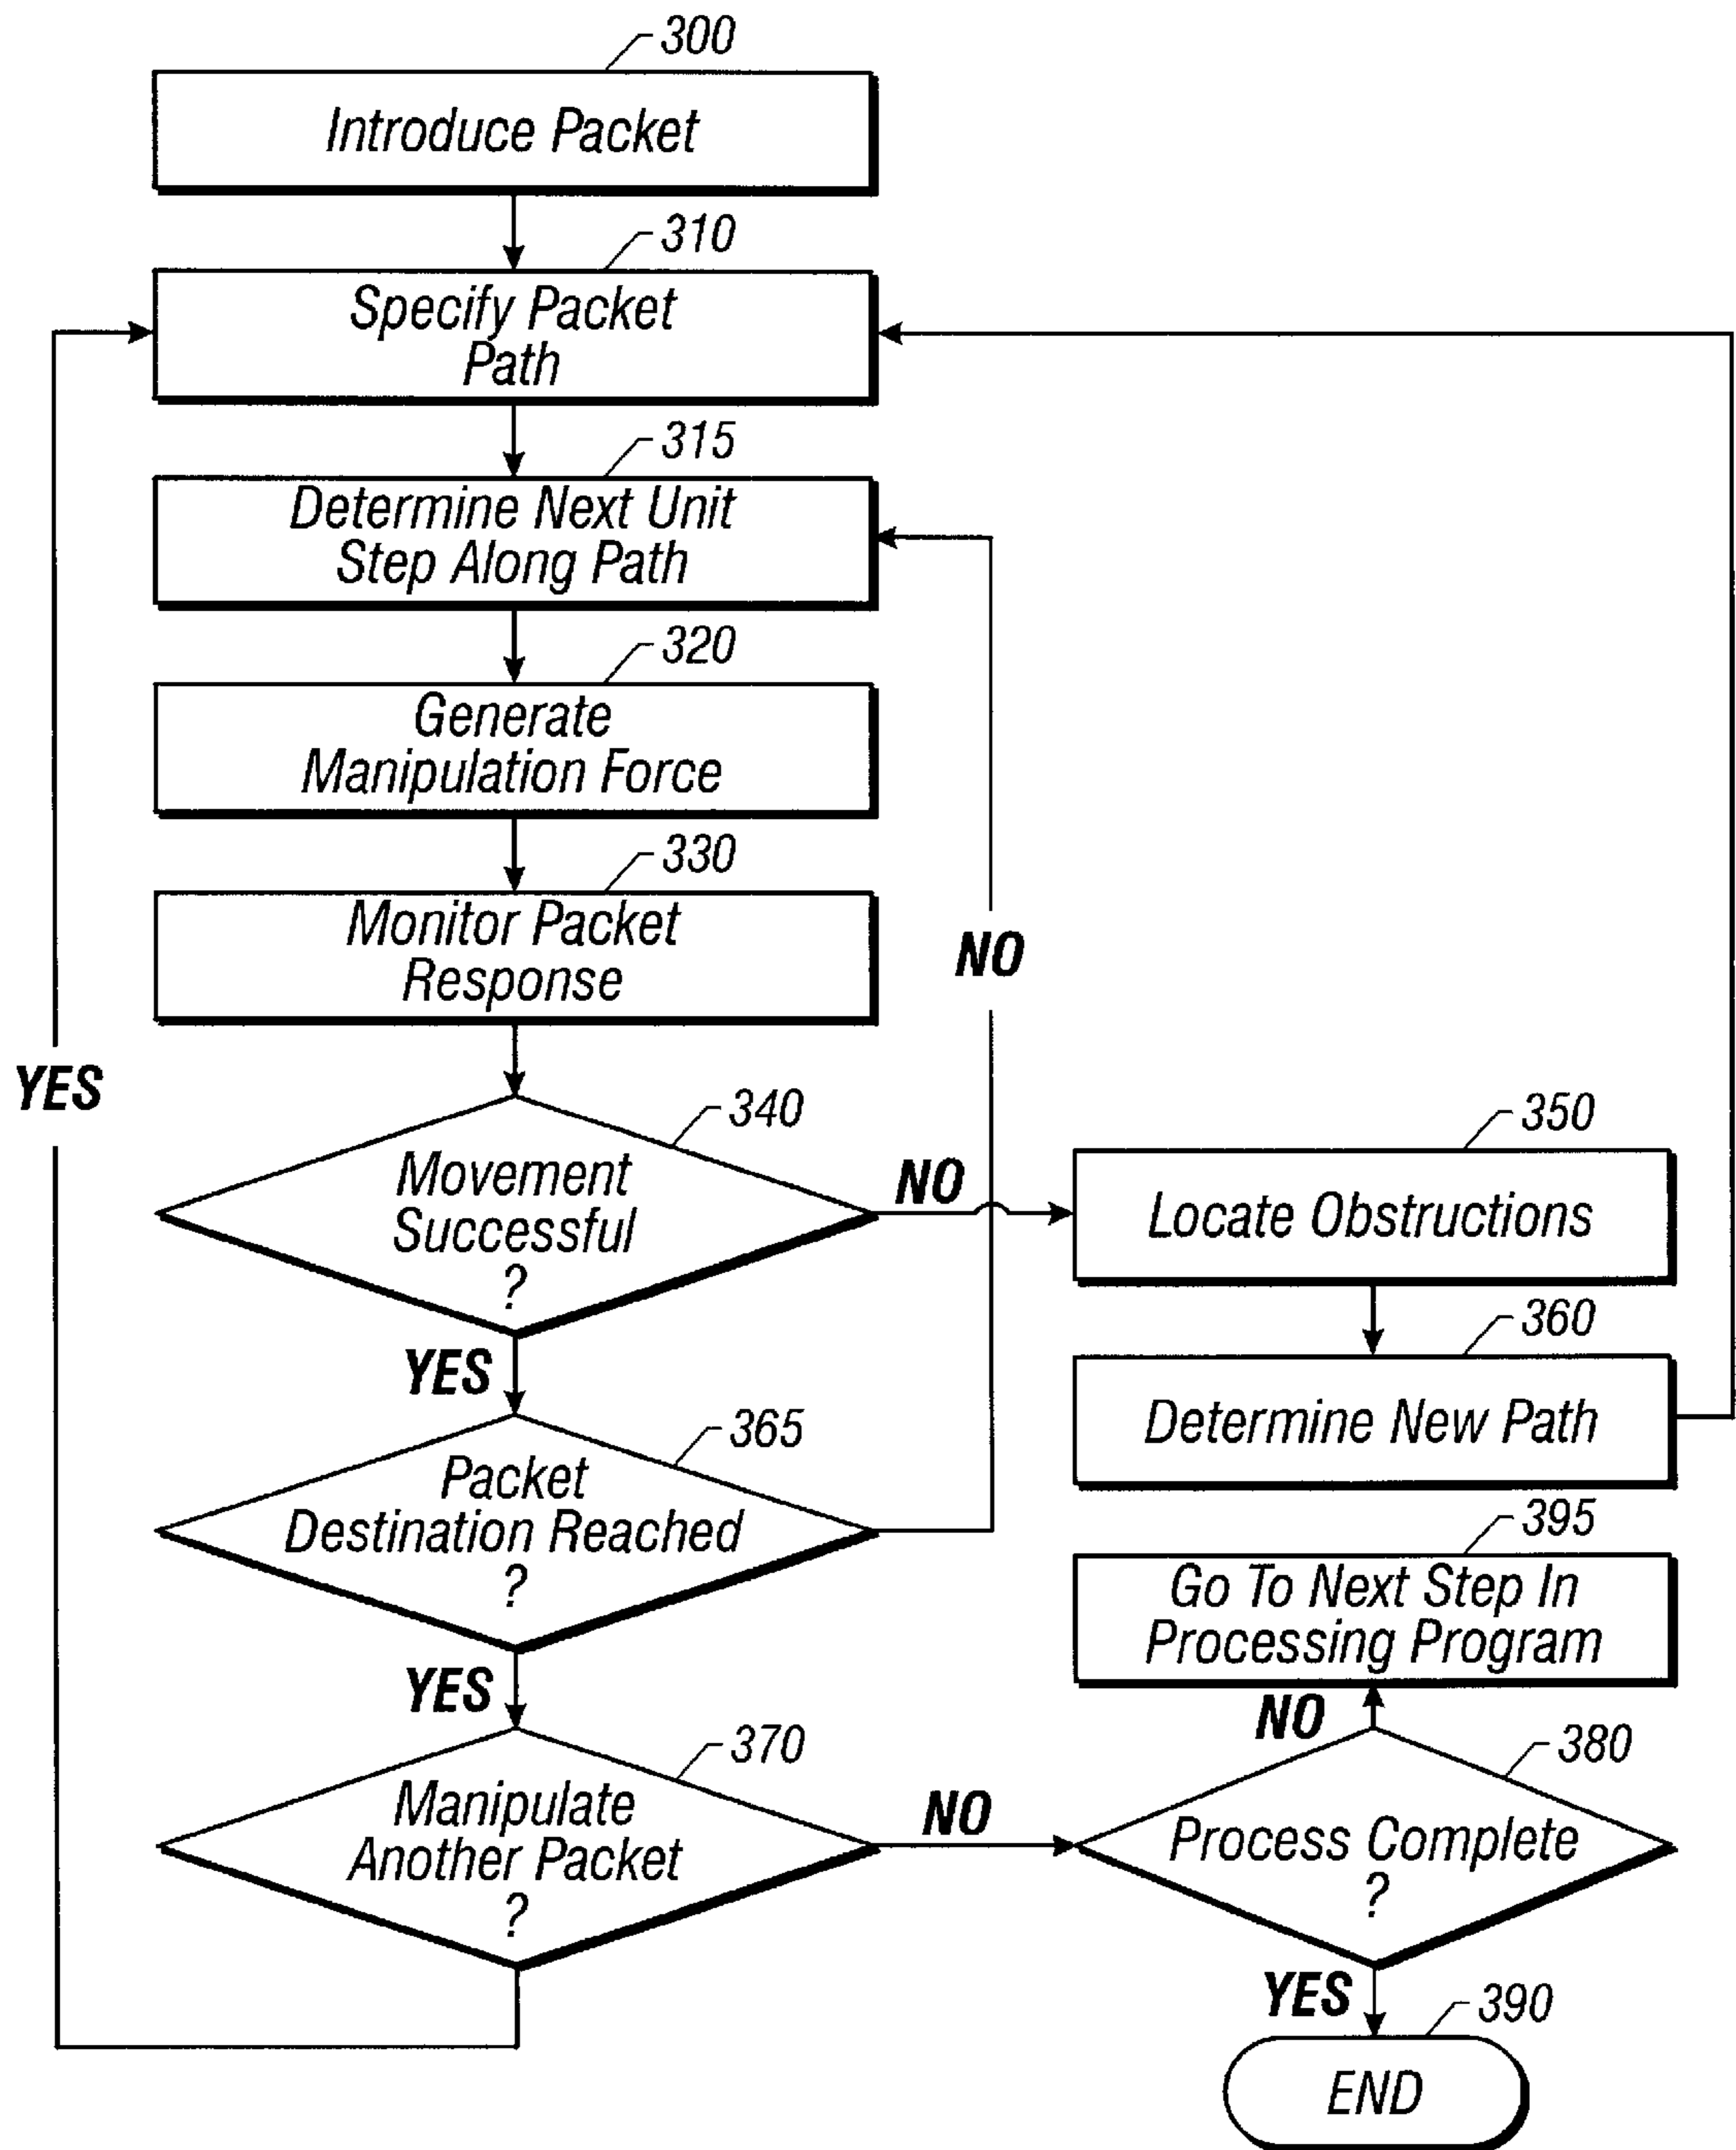 300
Introduce Packet
310
Specify Packet
Path
315
Determine Next Unit
Step Along Path
320
Generate
Manipulation Force
330
Monitor Packet
Response
NO
YES
340
Movement
Successful
?
NO
350
Locate Obstructions
YES
360
Determine New Path
365
Packet
Destination Reached
?
395
Go To Next Step In
Processing Program
YES
NO
370
Manipulate
Another Packet
?
NO
380
Process Complete
?
YES
390
END